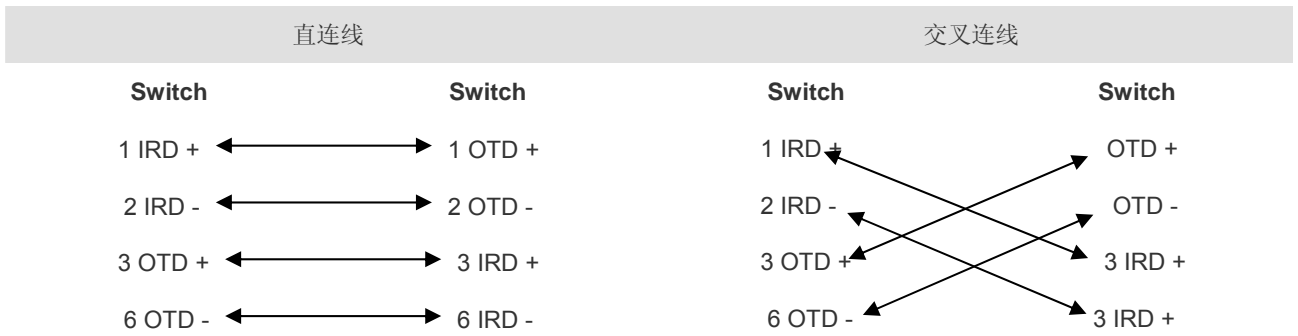 直连线 交叉连线
Switch Switch Switch Switch
1 IRD + 1 OTD + 1 IRD + OTD +
2 IRD - 2 OTD - 2 IRD - OTD -
3 OTD + 3 IRD + 3 OTD + 3 IRD +
6 OTD - 6 IRD - 6 OTD - 3 IRD +